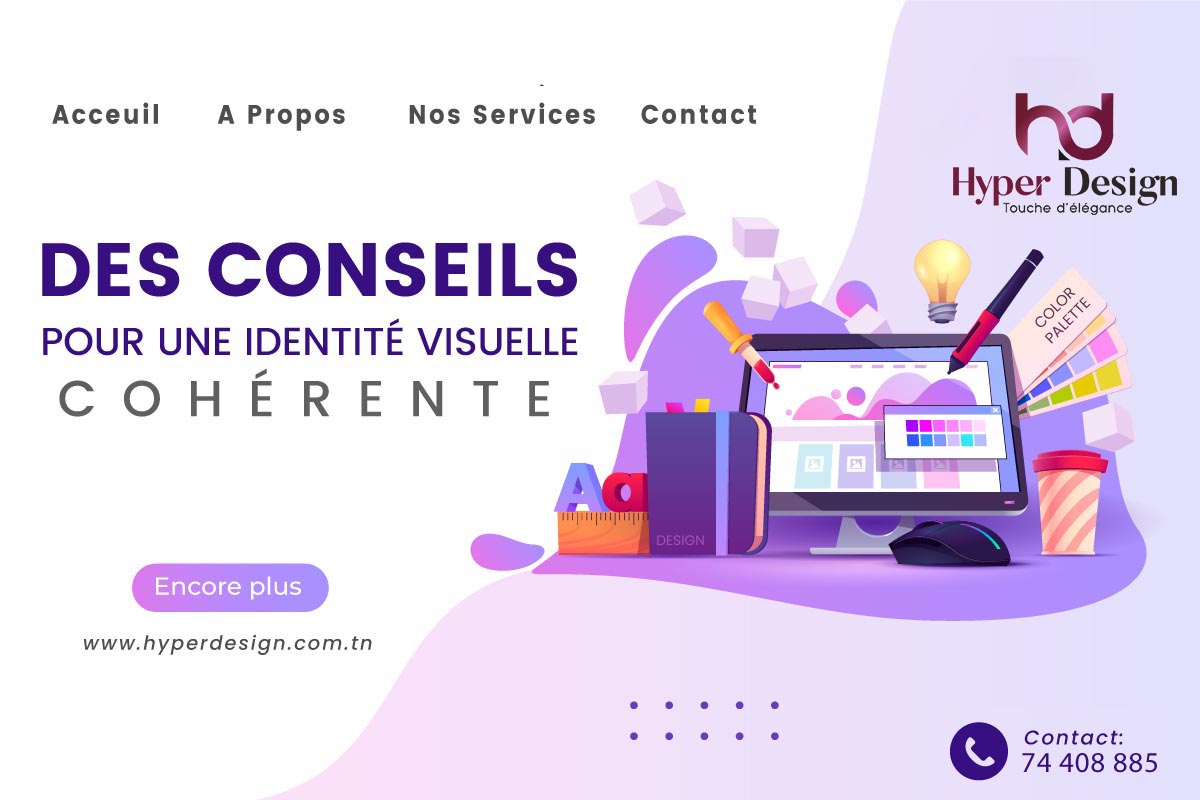 Acceuil A Propos Nos Services Contact
hd
Hyper Design
Touche d'élégance
DES CONSEILS
POUR UNE IDENTITÉ VISUELLE
COHÉRENTE
COLOR
PALETTE
Aa
DESIGN
Encore plus
www.hyperdesign.com.tn
Contact:
74 408 885